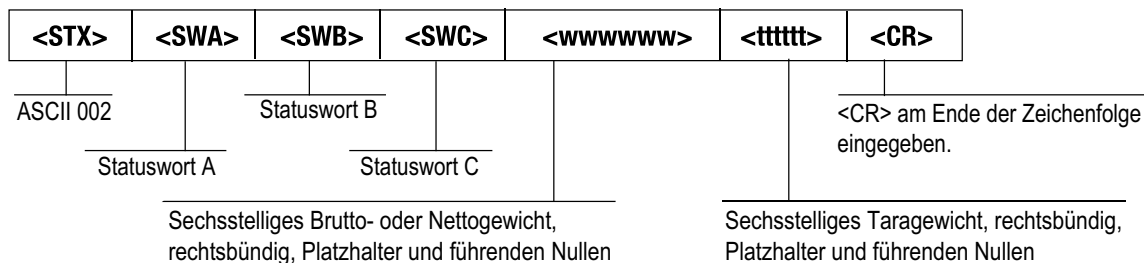 <STX> <SWA> <SWB> <SWC> <wwwwww> <tttttt> <CR>
ASCII 002
Statuswort A
Statuswort B
Statuswort C
Sechsstelliges Brutto- oder Nettogewicht,
rechtsbündig, Platzhalter und führenden Nullen
Sechsstelliges Taragewicht, rechtsbündig,
Platzhalter und führenden Nullen
<CR> am Ende der Zeichenfolge
eingegeben.